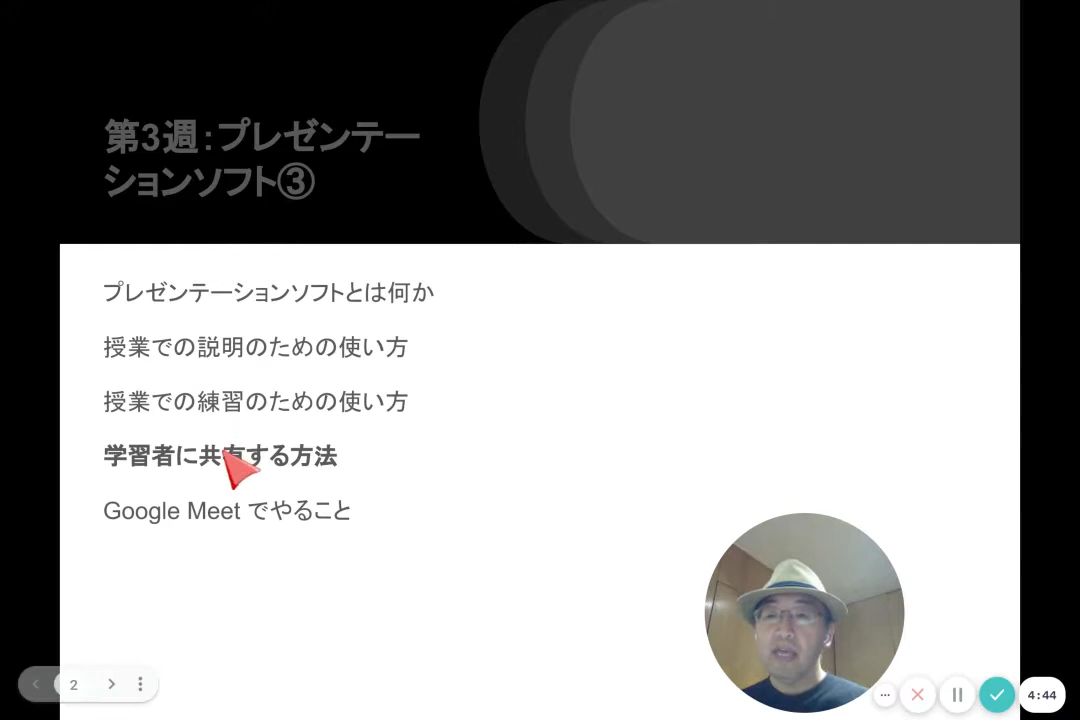 第3週：プレゼンテー
ションソフト③
プレゼンテーションソフトとは何か
授業での説明のための使い方
授業での練習のための使い方
学習者に共有する方法
Google Meet でやること
2
4:44